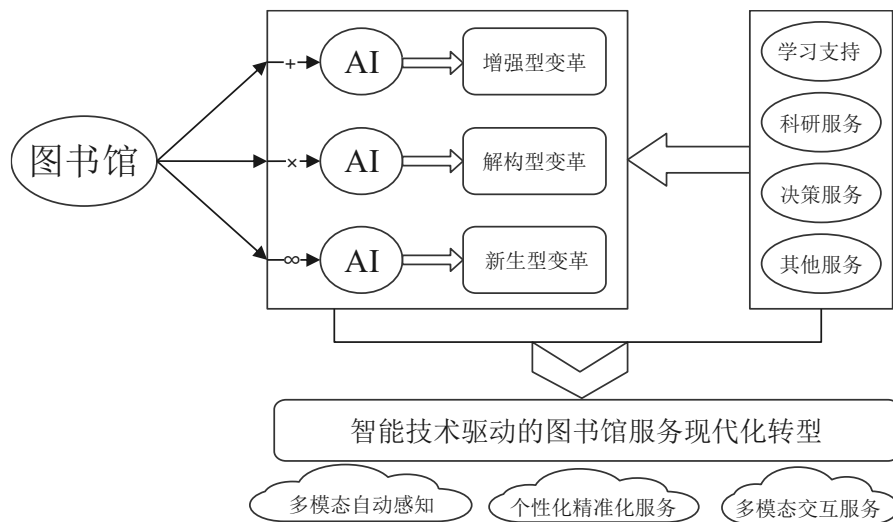 图书馆
+
AI
增强型变革
×
AI
解构型变革
∞
AI
新生型变革
学习支持
科研服务
决策服务
其他服务
智能技术驱动的图书馆服务现代化转型
多模态自动感知
个性化精准化服务
多模态交互服务